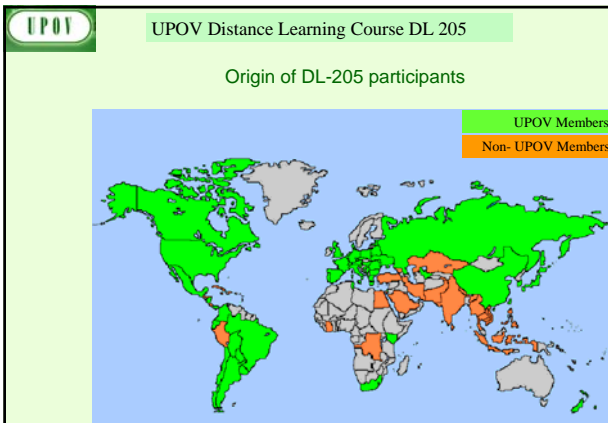 UPOV
UPOV Distance Learning Course DL 205
Origin of DL-205 participants
UPOV Members
Non- UPOV Members